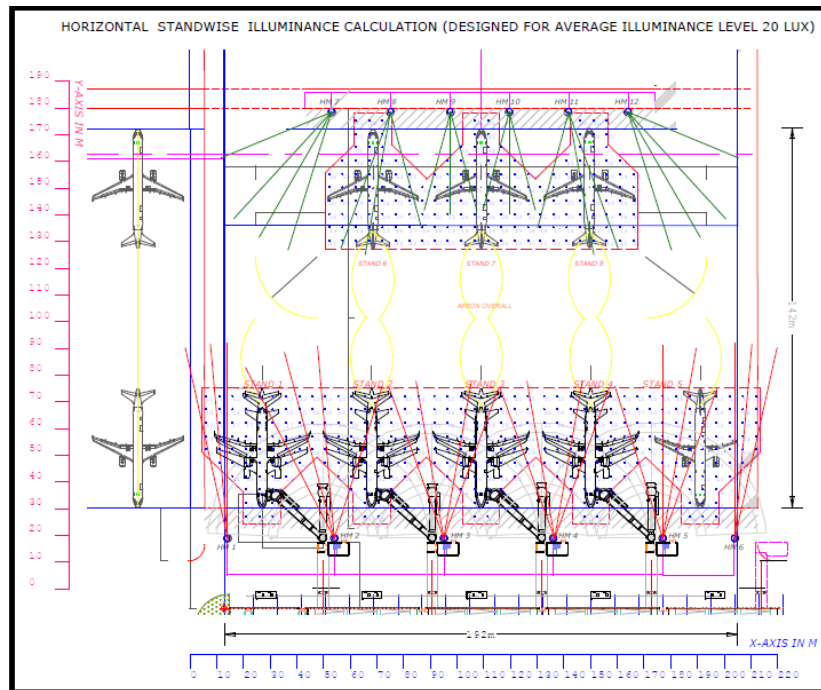 HORIZONTAL STANDWISE ILLUMINANCE CALCULATION (DESIGNED FOR AVERAGE ILLUMINANCE LEVEL 20 LUX)
Y-AXIS IN M
190
180
170
160
150
140
130
120
110
100
90
80
70
60
50
40
30
20
10
0
HM 7
HM 8
HM 9
HM 10
HM 11
HM 12
STAND 6
STAND 7
STAND 8
APRON OVERALL
142m
STAND 1
STAND 2
STAND 3
STAND 4
STAND 5
HM 1
HM 2
HM 3
HM 4
HM 5
HM 6
192m
X-AXIS IN M
0 10 20 30 40 50 60 70 80 90 95 100 110 120 130 140 150 160 170 180 190 200 210 220